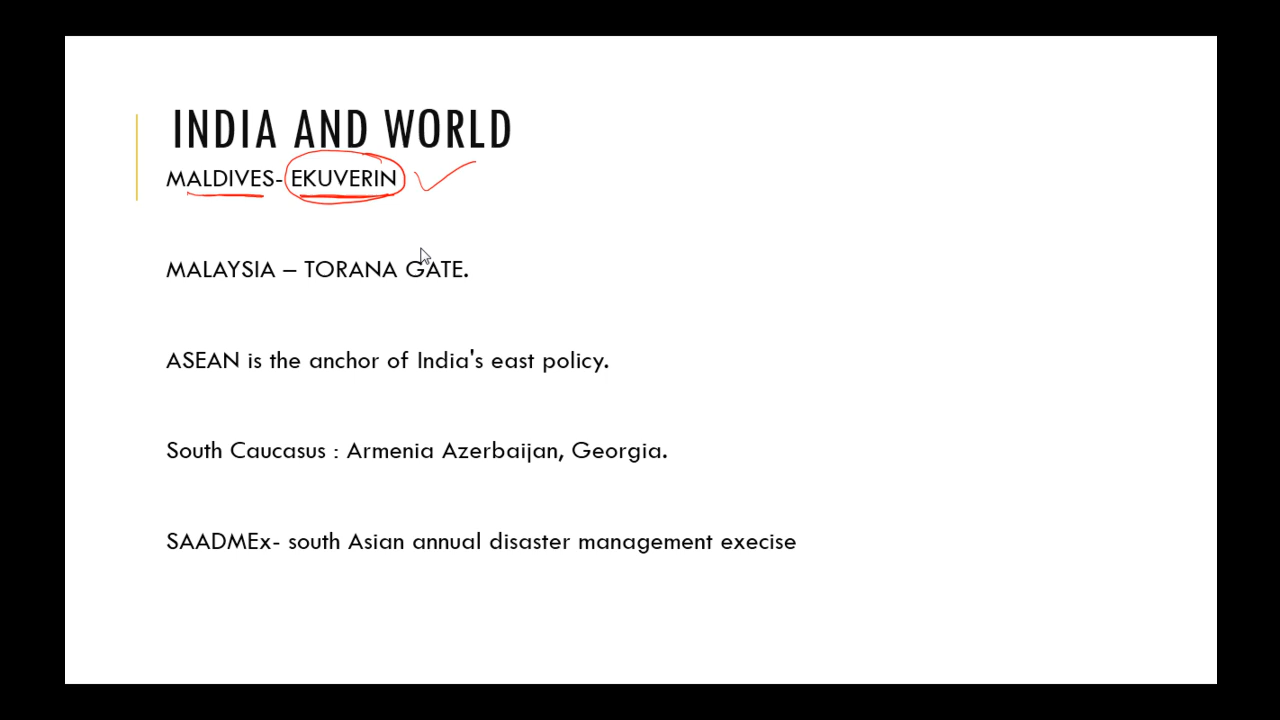 INDIA AND WORLD
MALDIVES- EKUVERIN
MALAYSIA – TORANA GATE.
ASEAN is the anchor of India's east policy.
South Caucasus : Armenia Azerbaijan, Georgia.
SAADMEx- south Asian annual disaster management execise